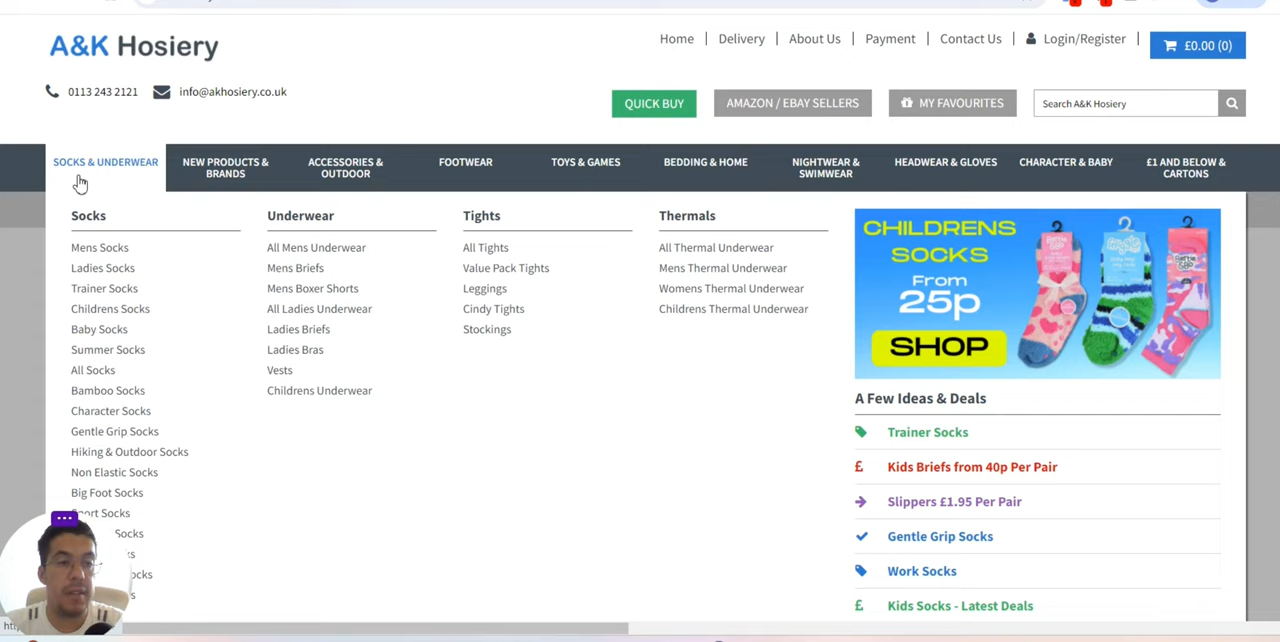 A&K Hosiery
Home
Delivery
About Us
Payment
Contact Us
Login/Register
£0.00 (0)
0113 243 2121
info@akhosiery.co.uk
QUICK BUY
AMAZON / EBAY SELLERS
MY FAVOURITES
Search A&K Hosiery
SOCKS & UNDERWEAR
NEW PRODUCTS &
BRANDS
ACCESSORIES &
OUTDOOR
FOOTWEAR
TOYS & GAMES
BEDDING & HOME
NIGHTWEAR &
SWIMWEAR
HEADWEAR & GLOVES
CHARACTER & BABY
£1 AND BELOW &
CARTONS
Socks
Mens Socks
Ladies Socks
Trainer Socks
Childrens Socks
Baby Socks
Summer Socks
All Socks
Bamboo Socks
Character Socks
Gentle Grip Socks
Hiking & Outdoor Socks
Non Elastic Socks
Big Foot Socks
Socks
Socks
Underwear
All Mens Underwear
Mens Briefs
Mens Boxer Shorts
All Ladies Underwear
Ladies Briefs
Ladies Bras
Vests
Childrens Underwear
Tights
All Tights
Value Pack Tights
Leggings
Cindy Tights
Stockings
Thermals
All Thermal Underwear
Mens Thermal Underwear
Womens Thermal Underwear
Childrens Thermal Underwear
CHILDRENS
SOCKS
From
25p
SHOP
A Few Ideas & Deals
Trainer Socks
£ Kids Briefs from 40p Per Pair
Slippers £1.95 Per Pair
Gentle Grip Socks
Work Socks
£ Kids Socks - Latest Deals